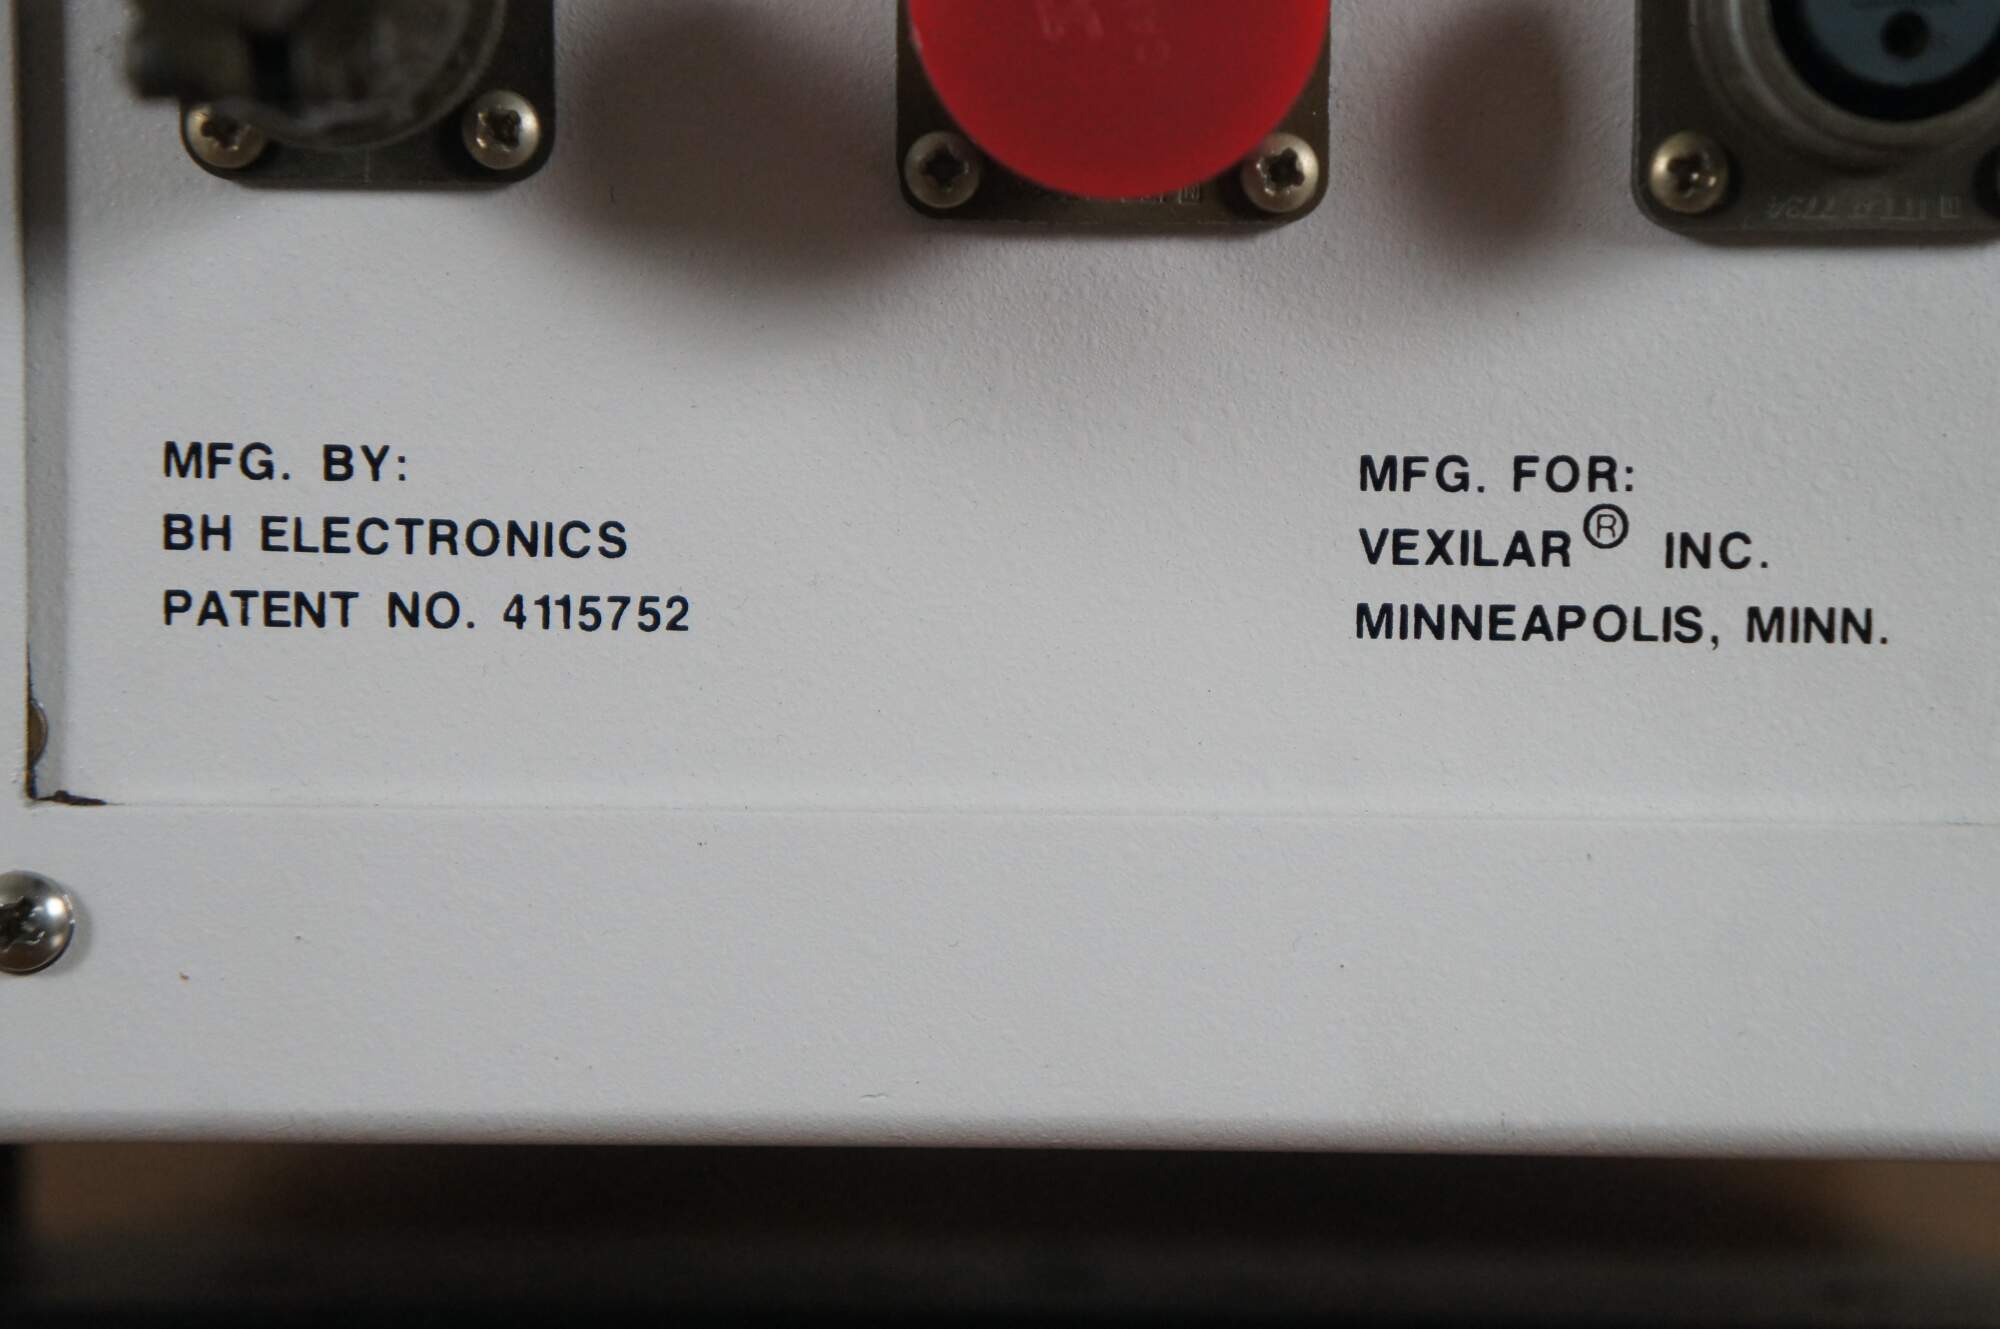 MFG. BY:
BH ELECTRONICS
PATENT NO. 4115752
MFG. FOR:
VEXILAR® INC.
MINNEAPOLIS, MINN.